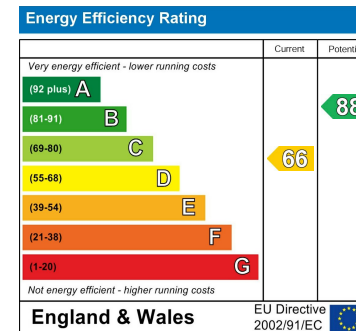 Energy Efficiency Rating
Current
Very energy efficient - lower running costs
(92 plus) A
(81-91) B
88
(69-80) C
66
(55-68) D
(39-54) E
(21-38) F
(1-20) G
Not energy efficient - higher running costs
England & Wales
EU Directive
2002/91/EC